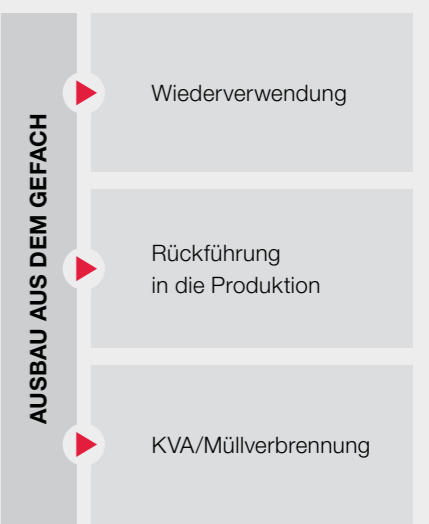 AUSBAU AUS DEM GEFACH
Wiederverwendung
Rückführung
in die Produktion
KVA/Müllverbrennung